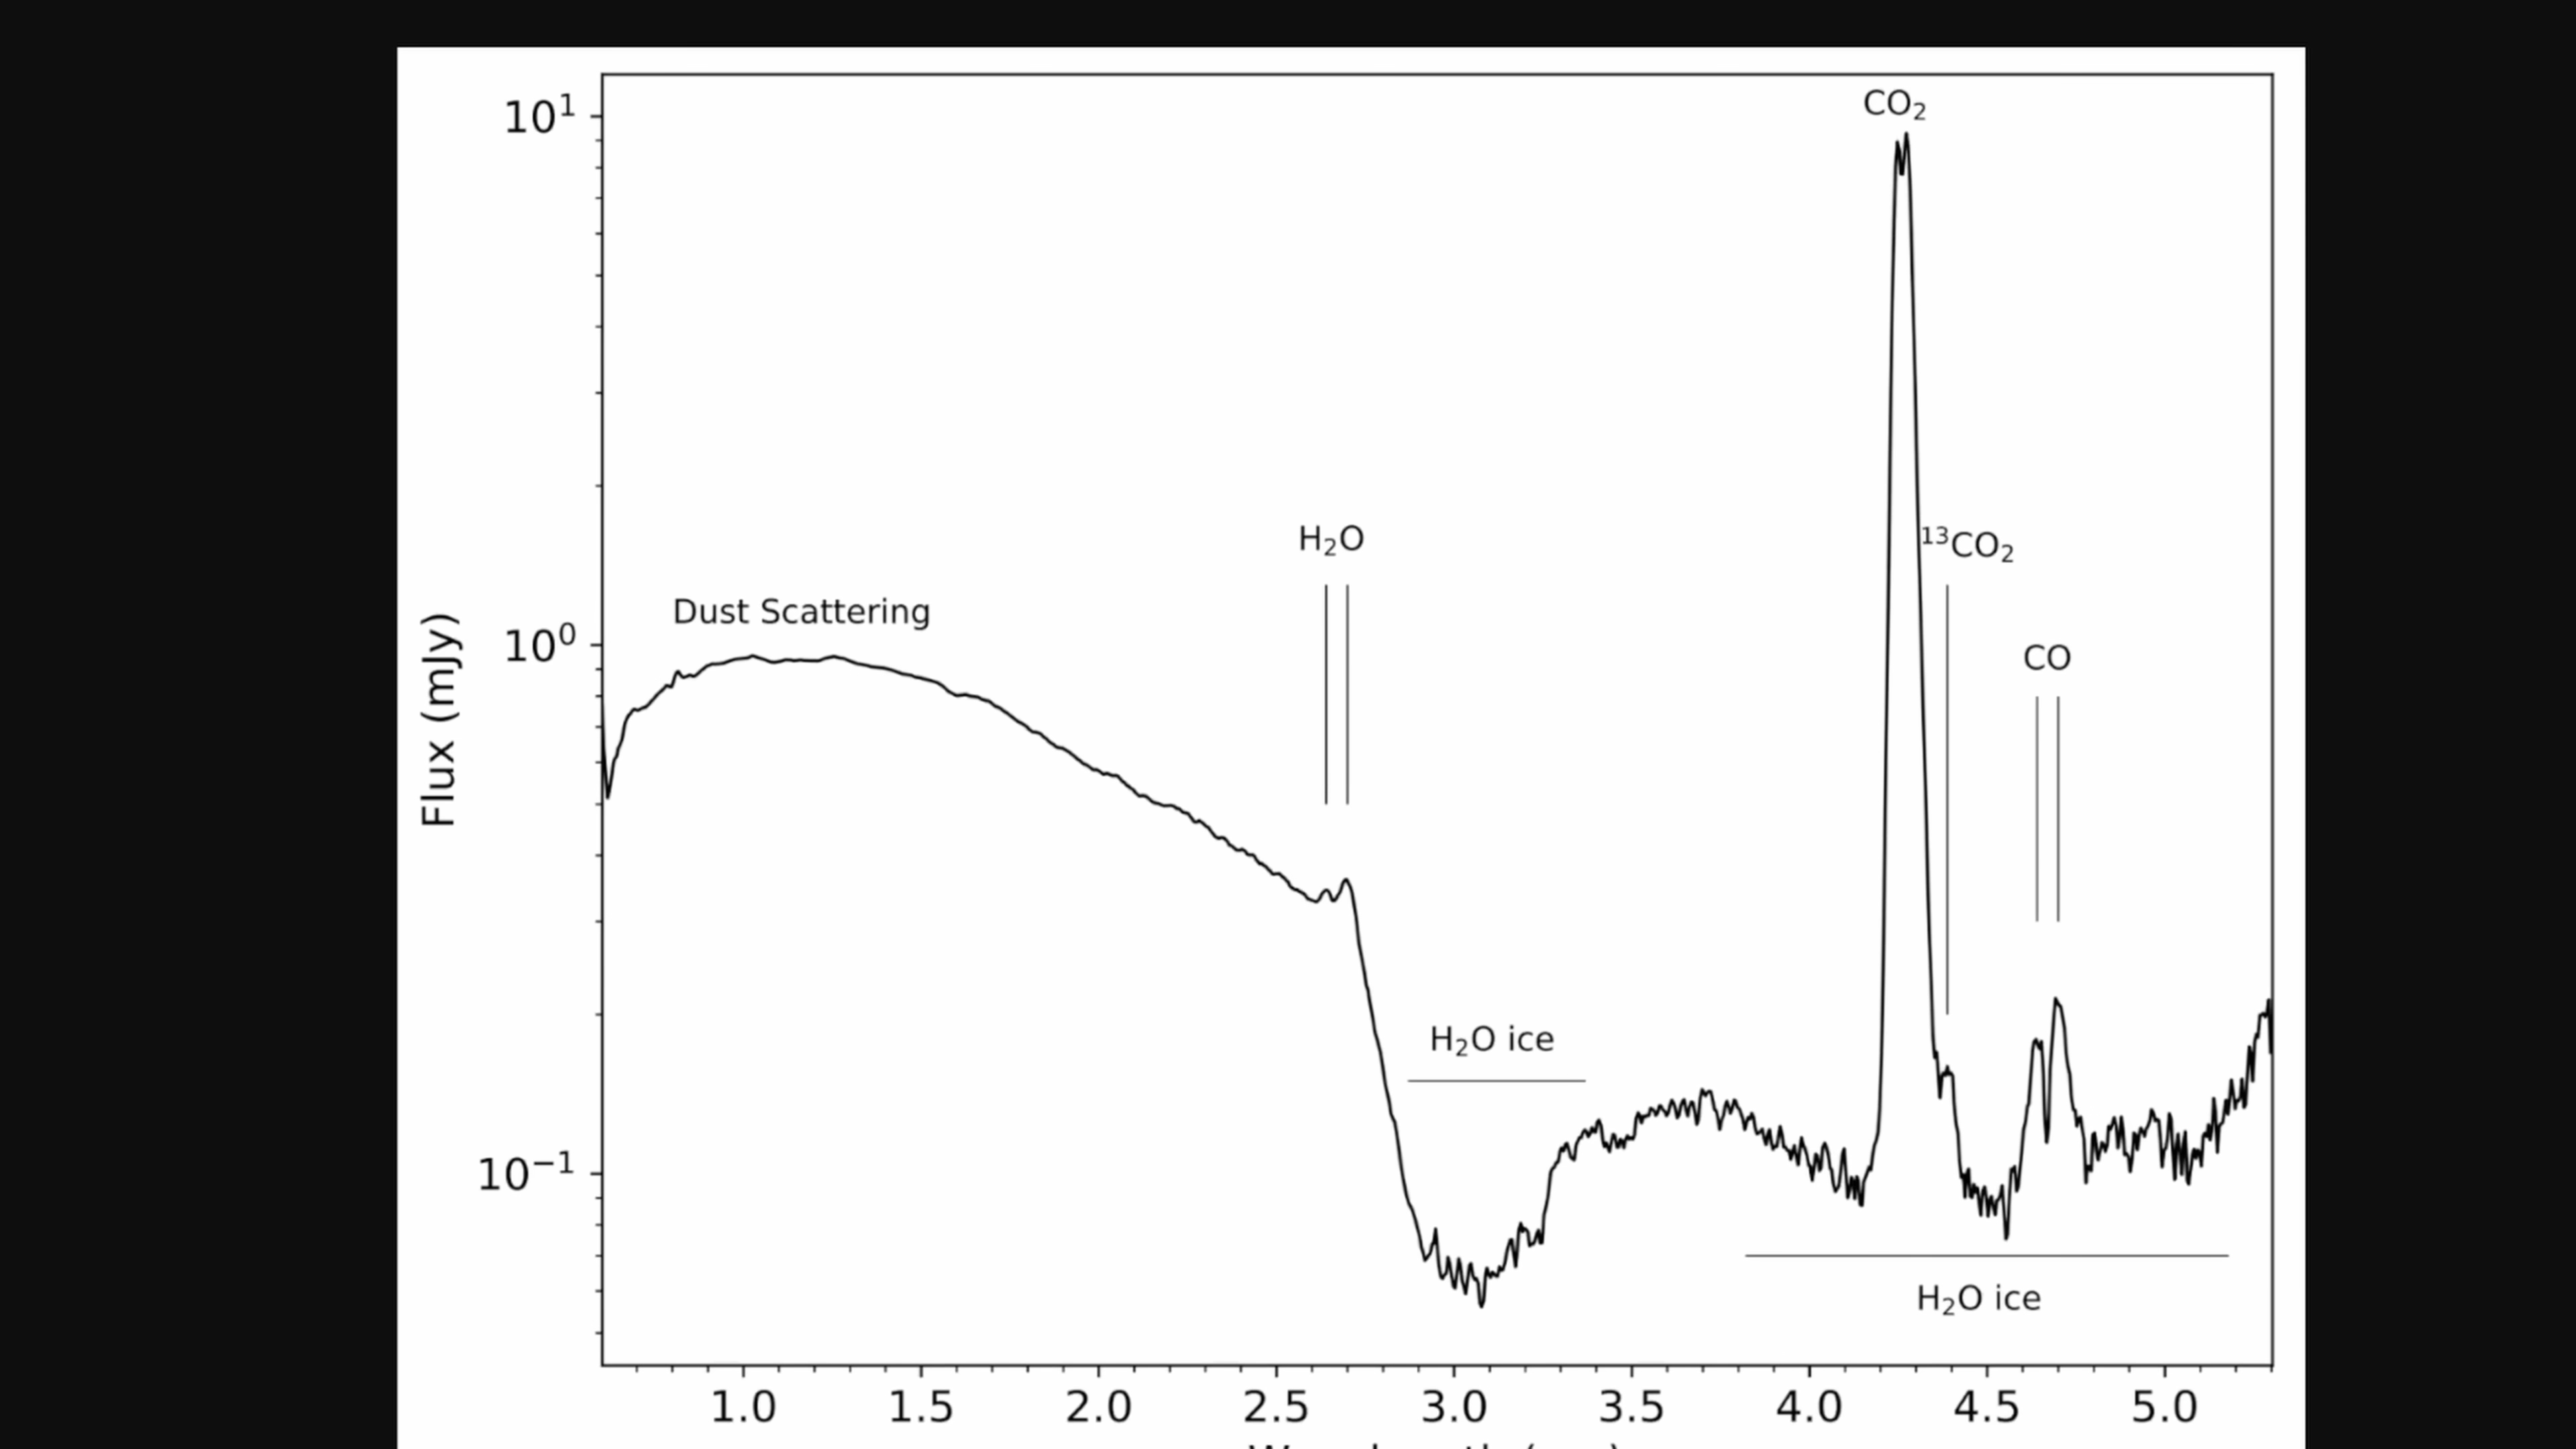 10¹
CO₂
H₂O
¹³CO₂
Dust Scattering
10⁰
CO
Flux (mJy)
H₂O ice
10⁻¹
H₂O ice
1.0 1.5 2.0 2.5 3.0 3.5 4.0 4.5 5.0